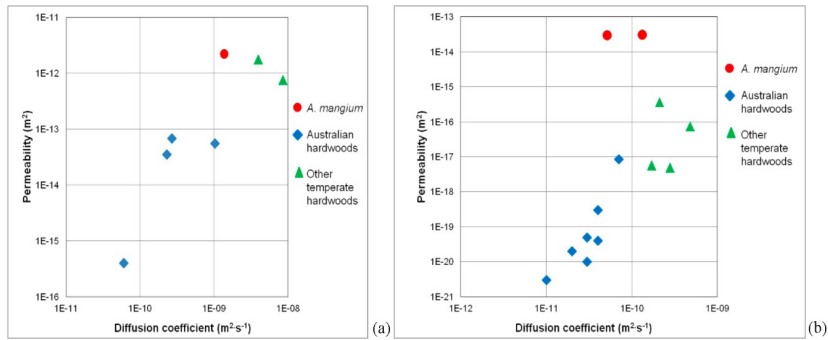 1E-11
1E-12
1E-13
1E-14
1E-15
1E-16
Permeability (m²)
1E-11 1E-10 1E-09 1E-08
Diffusion coefficient (m²·s⁻¹)
A. mangium
Australian
hardwoods
Other
temperate
hardwoods
(a)
1E-13
1E-14
1E-15
1E-16
1E-17
1E-18
1E-19
1E-20
1E-21
Permeability (m²)
1E-12 1E-11 1E-10 1E-09
Diffusion coefficient (m²·s⁻¹)
A. mangium
Australian
hardwoods
Other
temperate
hardwoods
(b)